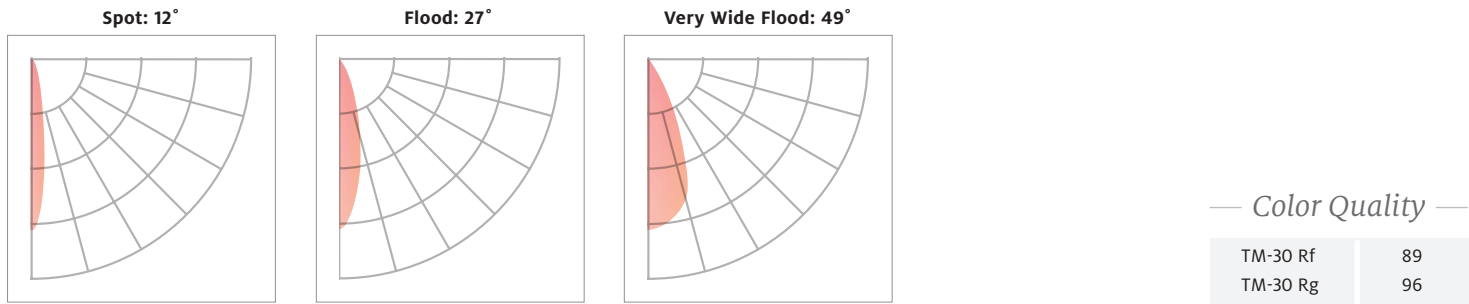 Spot: 12°
Flood: 27°
Very Wide Flood: 49°
Color Quality
TM-30 Rf 89
TM-30 Rg 96